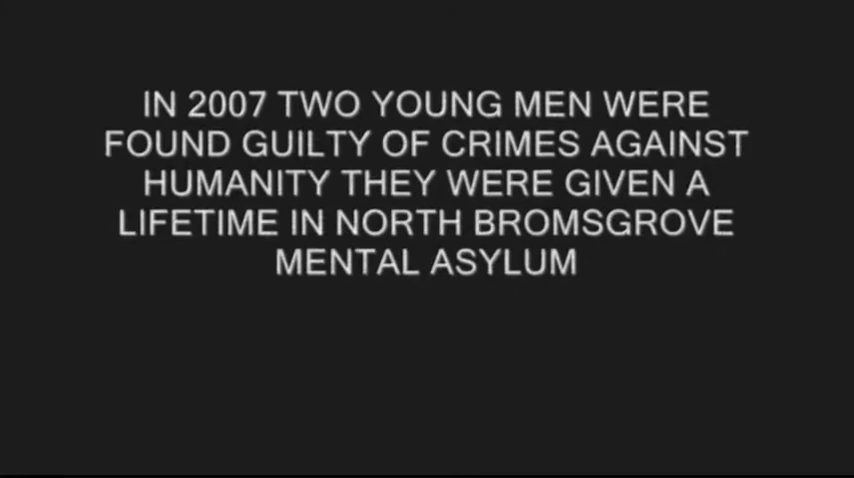 IN 2007 TWO YOUNG MEN WERE
FOUND GUILTY OF CRIMES AGAINST
HUMANITY THEY WERE GIVEN A
LIFETIME IN NORTH BROMSGROVE
MENTAL ASYLUM